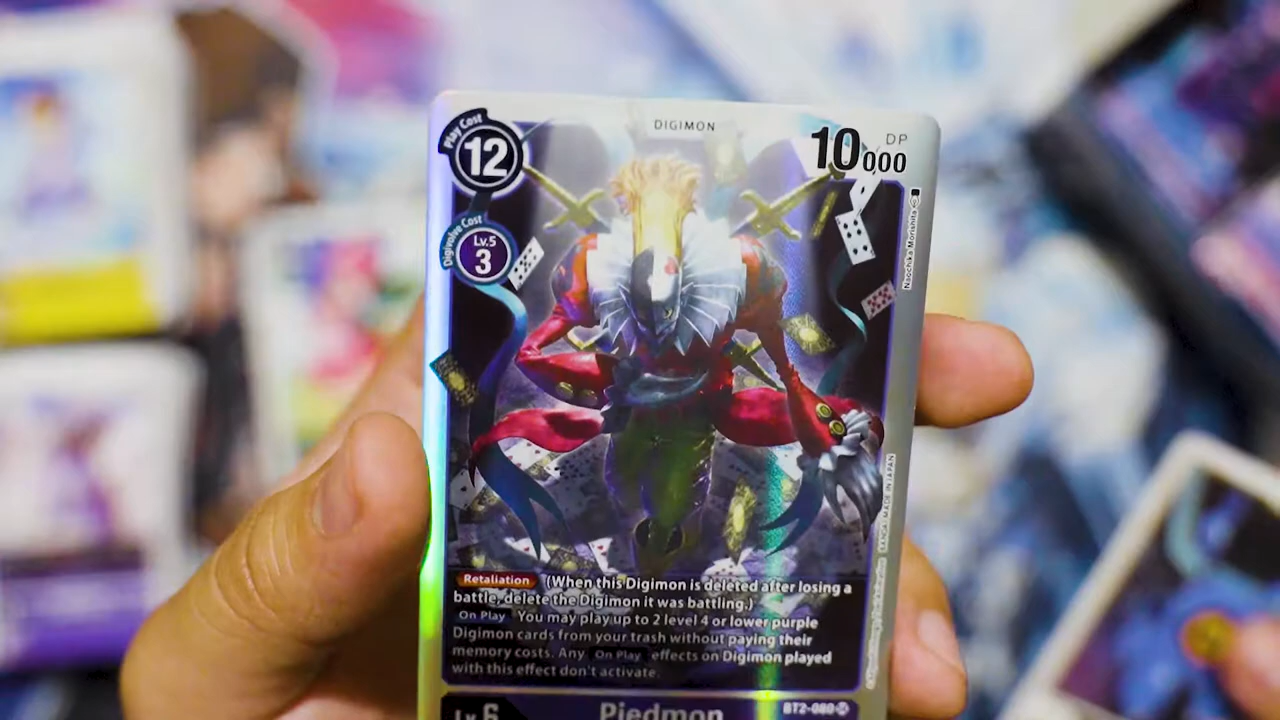 Play Cost
12
DIGIMON
DP
10000
Digivolve Cost
Lv.5
3
Naochika Morishita
BANDAI MADE IN JAPAN
Retaliation (When this Digimon is deleted after losing a
battle, delete the Digimon it was battling.)
On Play You may play up to 2 level 4 or lower purple
Digimon cards from your trash without paying their
memory costs. Any On Play effects on Digimon played
with this effect don't activate.
Lv.6
Piedmon
BT2-080